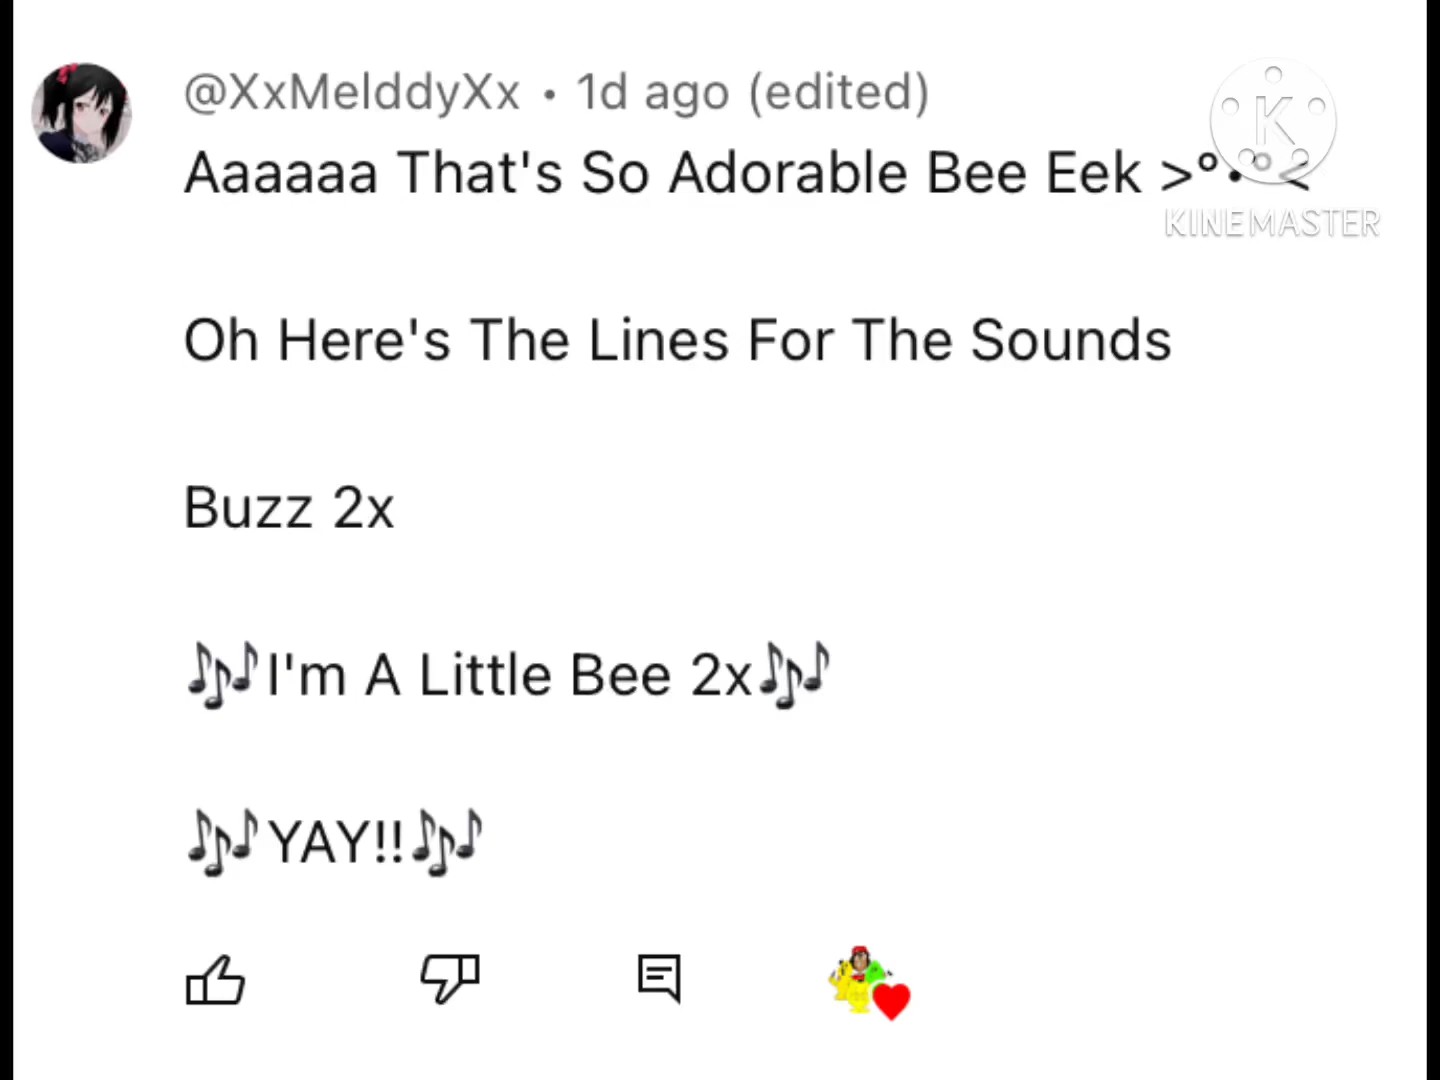 @XxMelddyXx • 1d ago (edited)
Aaaaaa That's So Adorable Bee Eek >°•°<
Oh Here's The Lines For The Sounds
Buzz 2x
🎶I'm A Little Bee 2x🎶
🎶YAY!!🎶
K
KINEMASTER